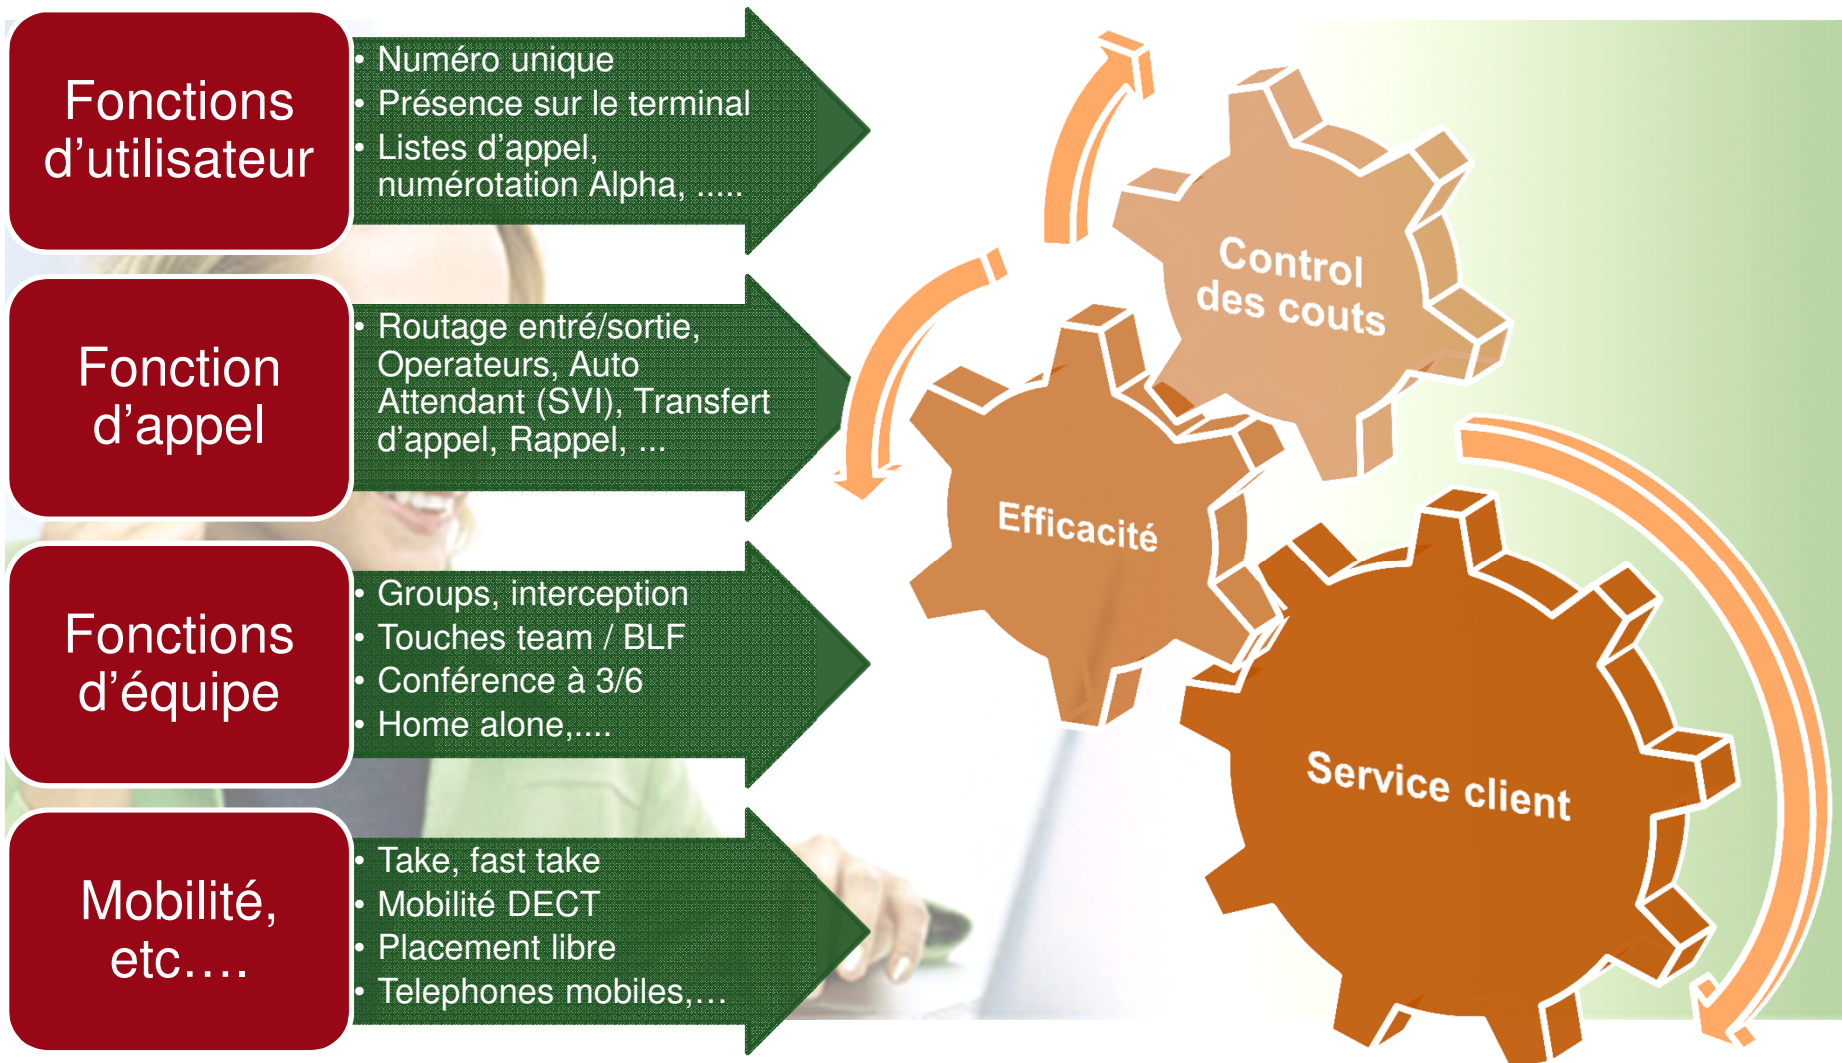 Fonctions
d’utilisateur
• Numéro unique
• Présence sur le terminal
• Listes d’appel,
numérotation Alpha, .....
Fonction
d’appel
• Routage entré/sortie,
Operateurs, Auto
Attendant (SVI), Transfert
d’appel, Rappel, ...
Fonctions
d’équipe
• Groups, interception
• Touches team / BLF
• Conférence à 3/6
• Home alone,....
Mobilité,
etc….
• Take, fast take
• Mobilité DECT
• Placement libre
• Telephones mobiles,…
Control
des couts
Efficacité
Service client